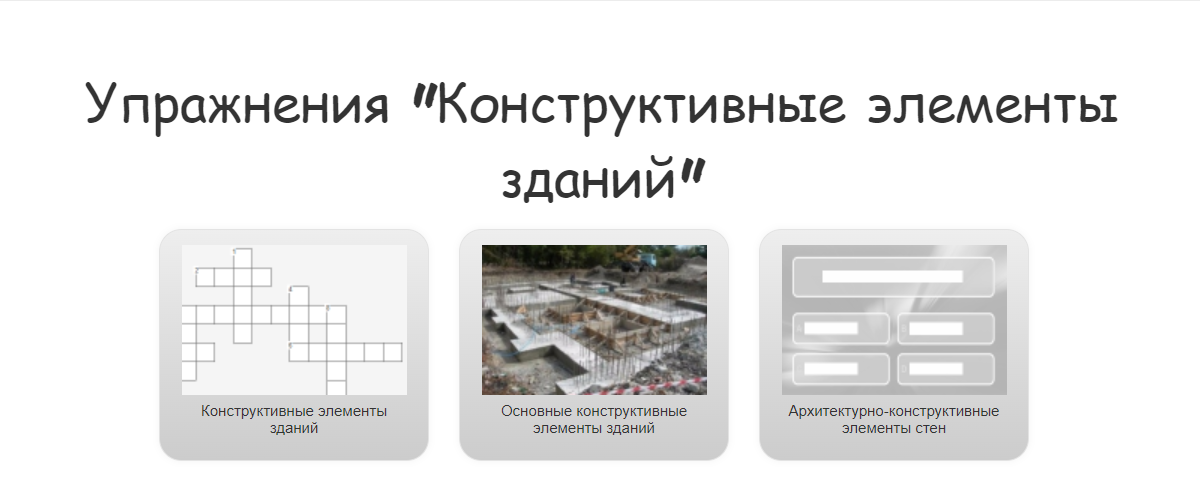 Упражнения "Конструктивные элементы
зданий"
Конструктивные элементы
зданий
Основные конструктивные
элементы зданий
Архитектурно-конструктивные
элементы стен